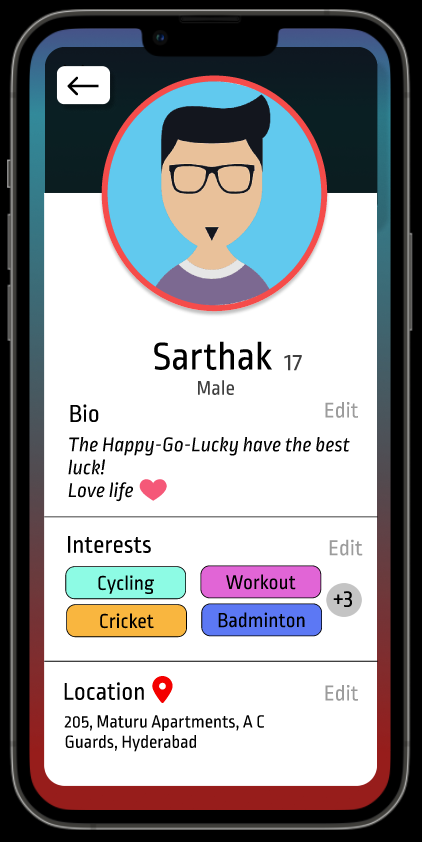 Sarthak 17
Male
Bio
Edit
The Happy-Go-Lucky have the best
luck!
Love life
Interests
Edit
Cycling
Workout
+3
Cricket
Badminton
Location
Edit
205, Maturu Apartments, A C
Guards, Hyderabad